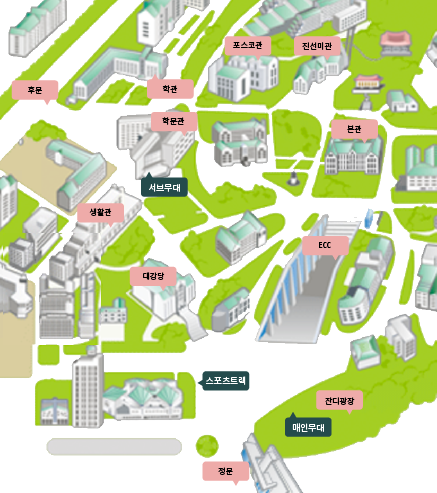 포스코관
진선미관
후문
학관
학문관
본관
서브무대
생활관
ECC
대강당
스포츠트랙
잔디광장
메인무대
정문